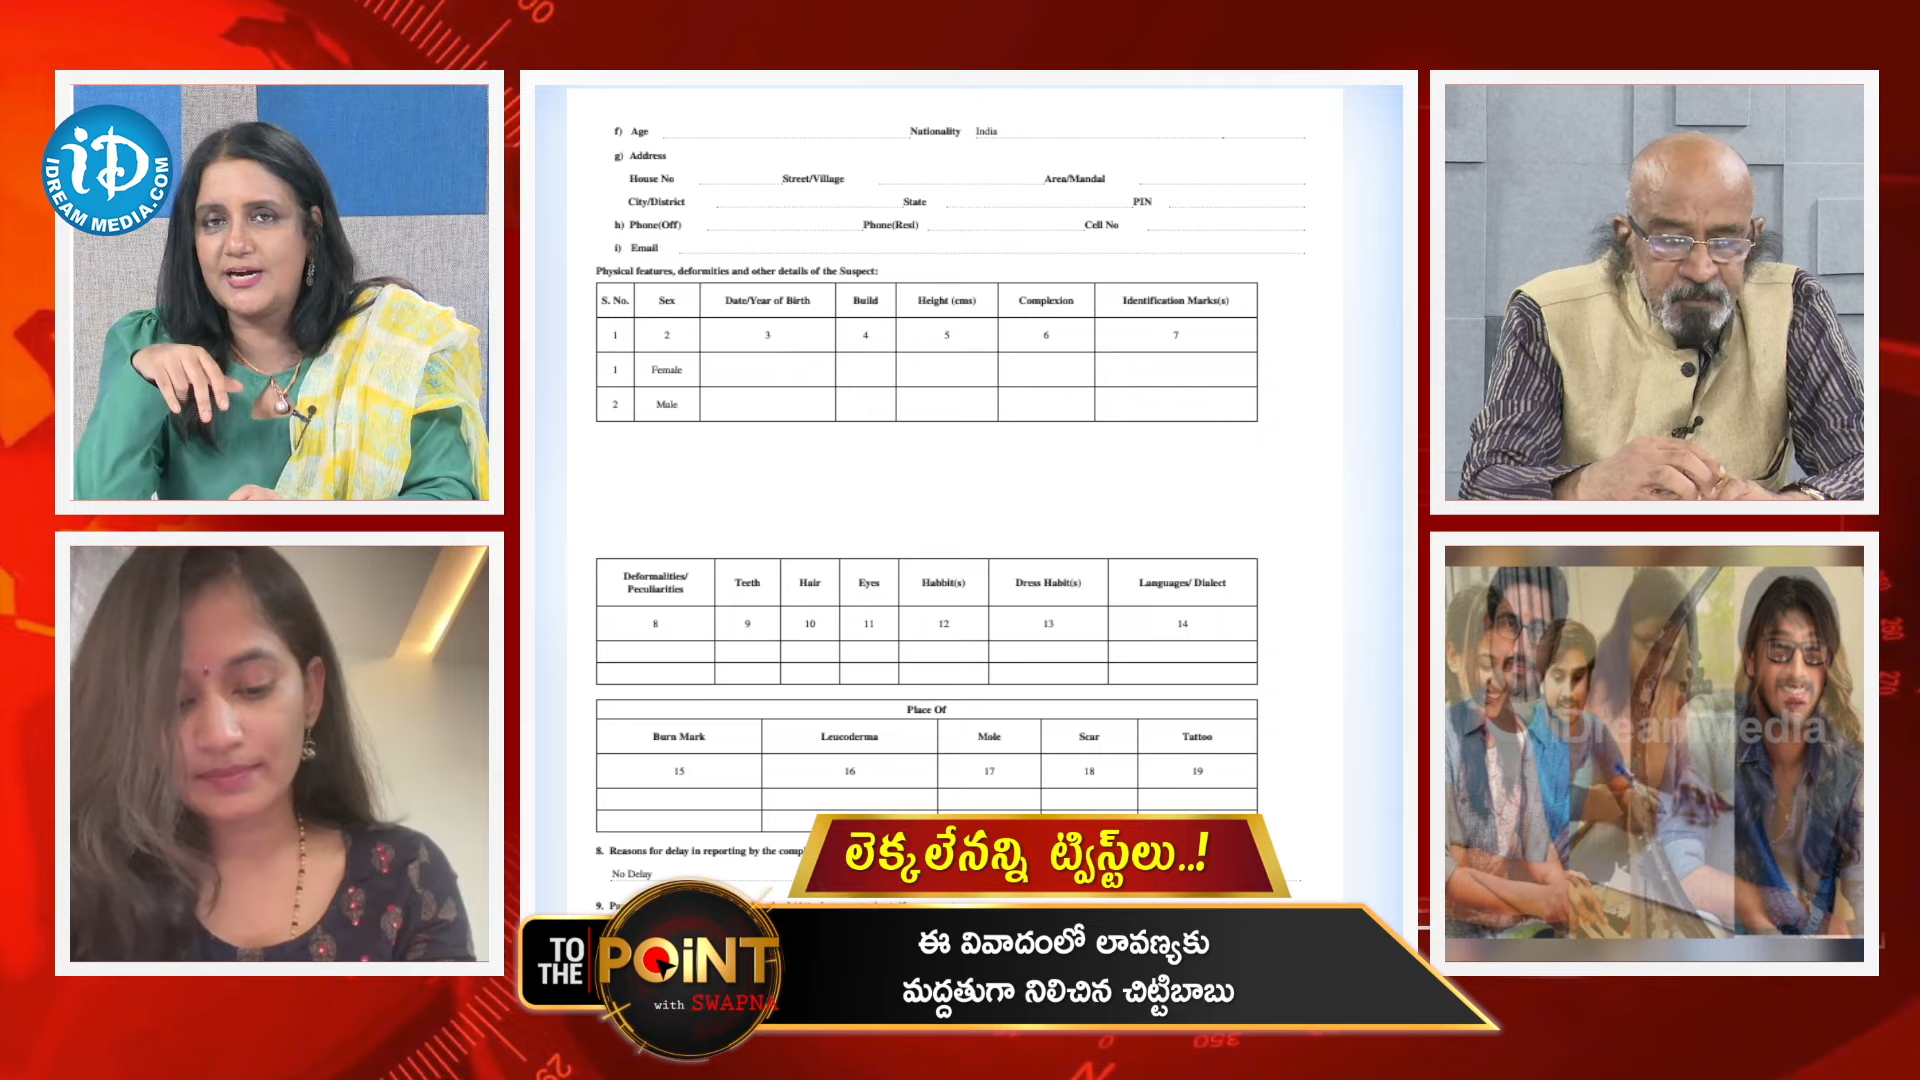 iD
IDREAM MEDIA.COM
f) Age Nationality India
g) Address
House No Street/Village Area/Mandal
City/District State PIN
h) Phone(Off) Phone(Resi) Cell No
i) Email
Physical features, deformities and other details of the Suspect:
S. No. Sex Date/Year of Birth Build Height (cms) Complexion Identification Marks(s)
1 2 3 4 5 6 7
1 Female
2 Male
Deformalities/ Peculiarities Teeth Hair Eyes Habbit(s) Dress Habit(s) Languages/ Dialect
8 9 10 11 12 13 14
Place Of
Burn Mark Leucoderma Mole Scar Tattoo
15 16 17 18 19
8. Reasons for delay in reporting by the comp
No Delay
9.
iDream Media
లెక్కలేనన్ని ట్విస్ట్‌లు..!
TO THE POiNT
with SWAPNA
ఈ వివాదంలో లావణ్యకు
మద్దతుగా నిలిచిన చిట్టిబాబు